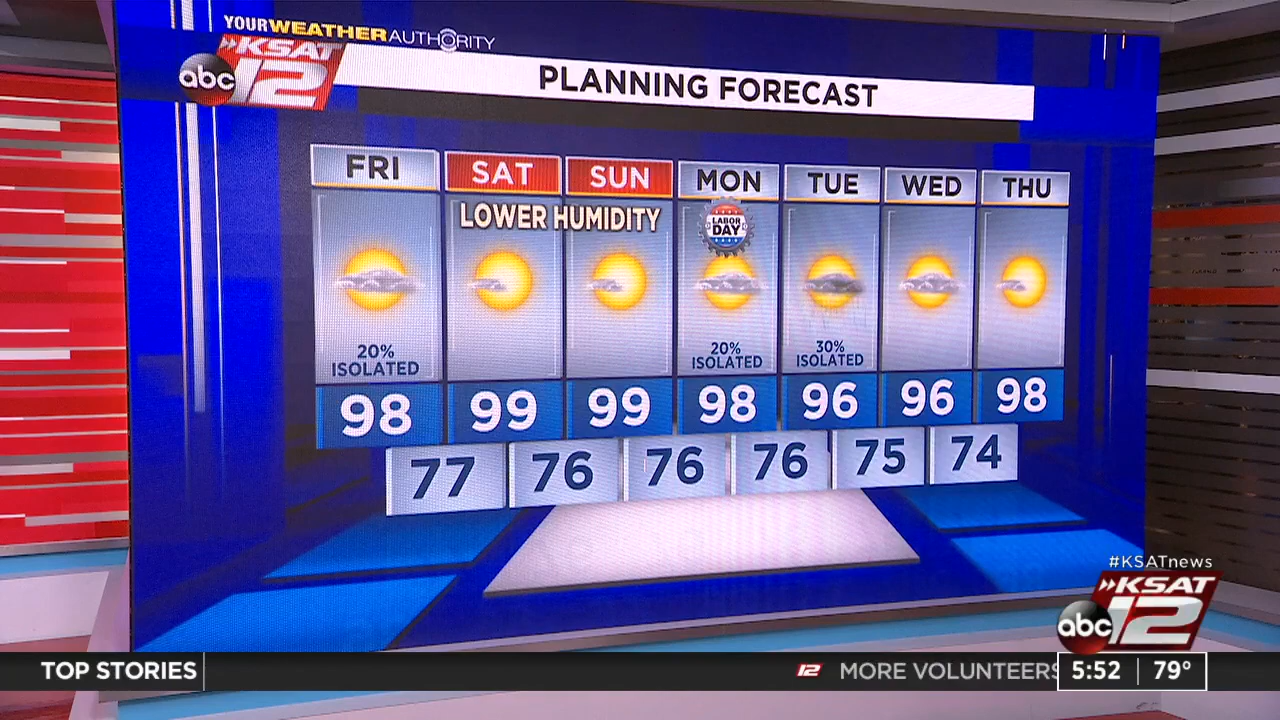 YOUR WEATHER AUTHORITY
KSAT
abc 12
PLANNING FORECAST
FRI SAT SUN MON TUE WED THU
LOWER HUMIDITY
LABOR
DAY
20% 20% 30%
ISOLATED ISOLATED ISOLATED
98 99 99 98 96 96 98
77 76 76 76 75 74
#KSATnews
KSAT
abc 12
TOP STORIES 12 MORE VOLUNTEERS 5:52 79°